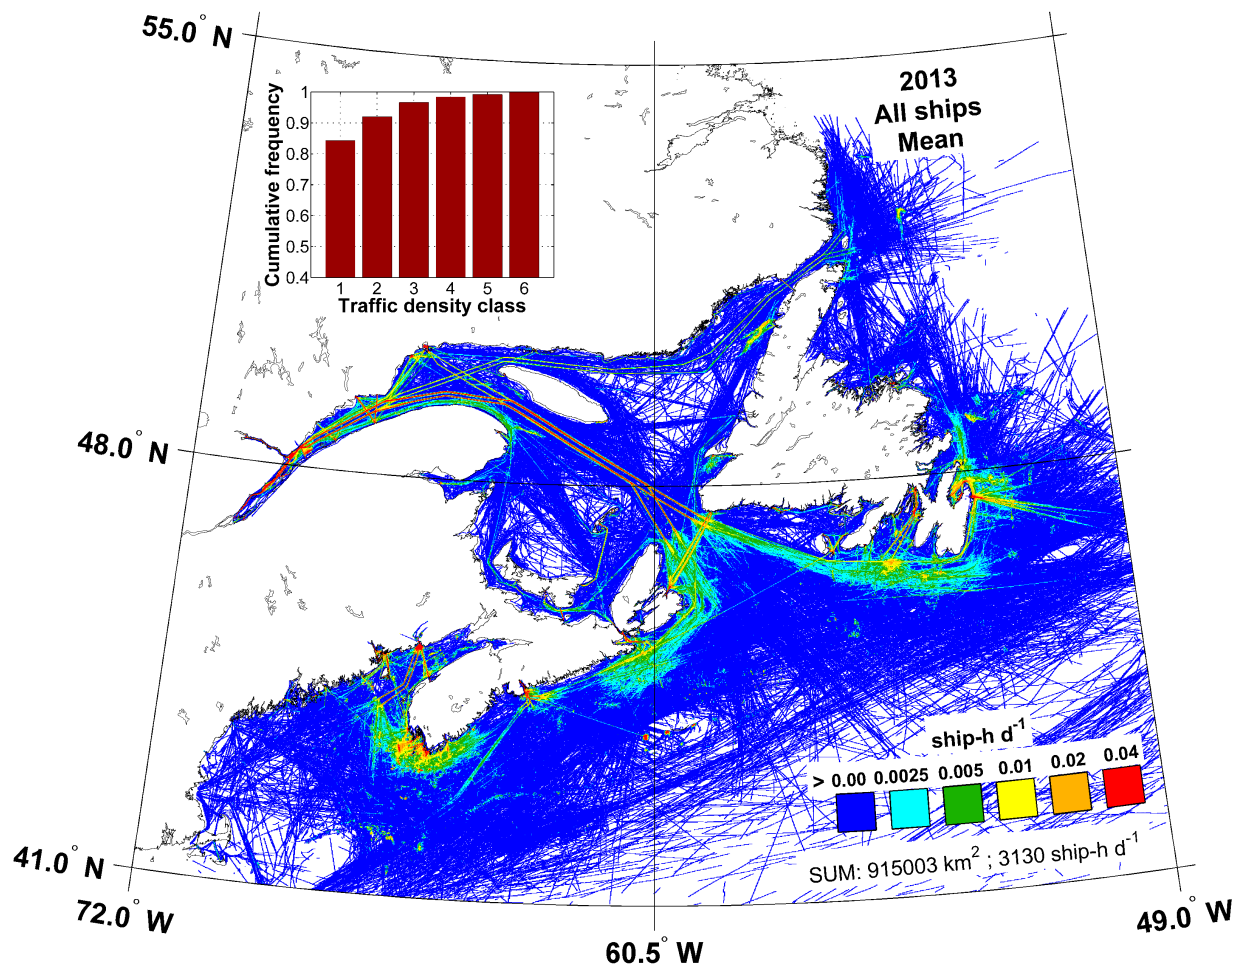 55.0° N
2013
All ships
Mean
Cumulative frequency
1
0.9
0.8
0.7
0.6
0.5
0.4
1 2 3 4 5 6
Traffic density class
48.0° N
ship-h d-1
> 0.00 0.0025 0.005 0.01 0.02 0.04
SUM: 915003 km2 ; 3130 ship-h d-1
41.0° N
72.0° W
60.5° W
49.0° W